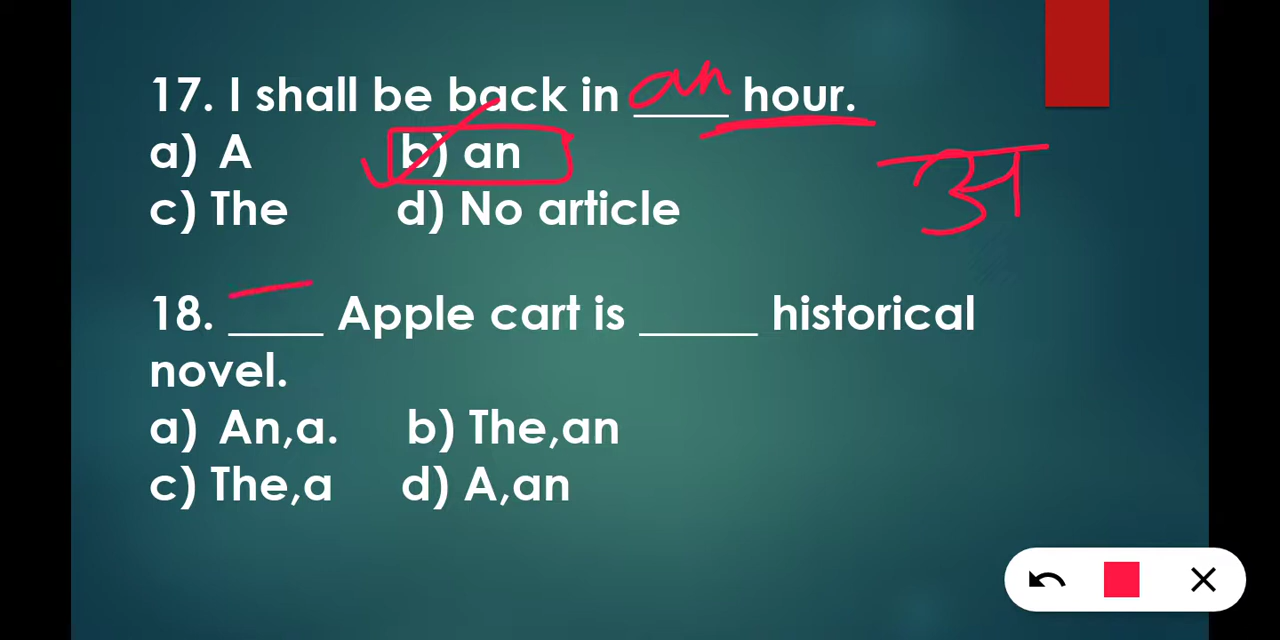 17. I shall be back in an hour.
a) A b) an
c) The d) No article
अ
18. ____ Apple cart is _____ historical
novel.
a) An,a. b) The,an
c) The,a d) A,an